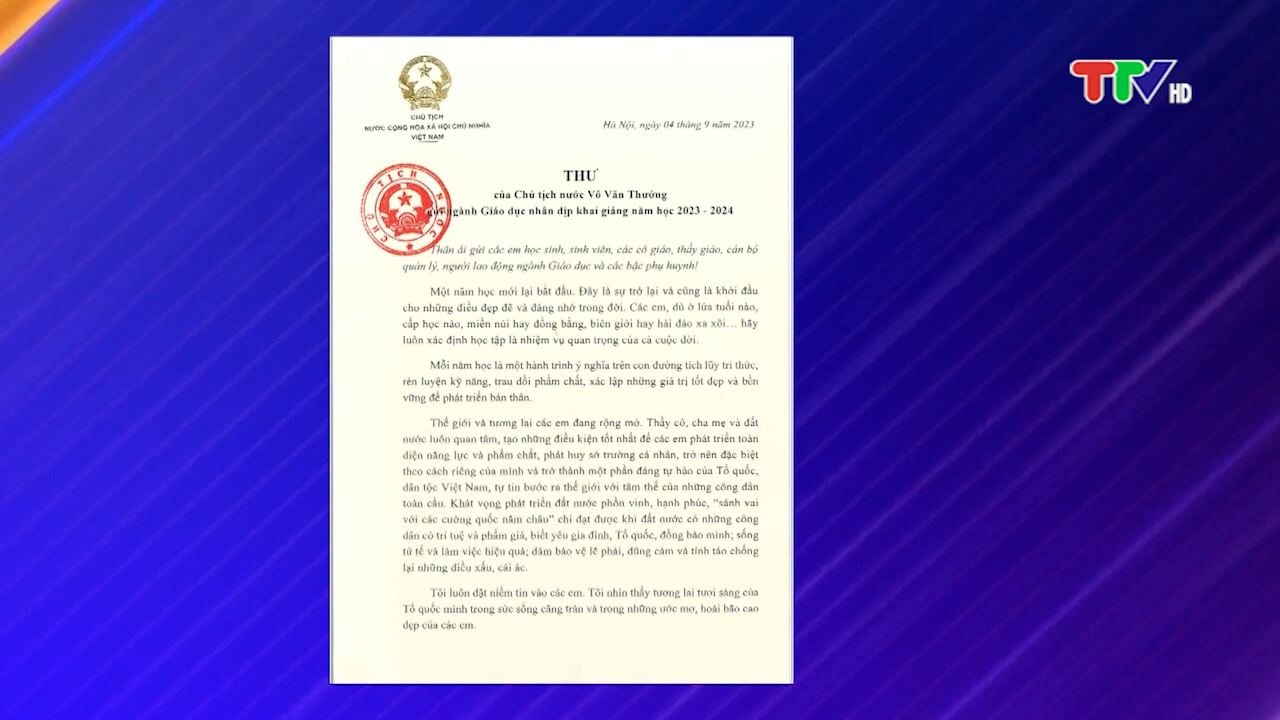 TTV HD
CHỦ TỊCH
NƯỚC CỘNG HÒA XÃ HỘI CHỦ NGHĨA
VIỆT NAM
Hà Nội, ngày 04 tháng 9 năm 2023
CHỦ TỊCH NƯỚC
THƯ
của Chủ tịch nước Võ Văn Thưởng
gửi ngành Giáo dục nhân dịp khai giảng năm học 2023 - 2024
Thân ái gửi các em học sinh, sinh viên, các cô giáo, thầy giáo, cán bộ
quản lý, người lao động ngành Giáo dục và các bậc phụ huynh!
Một năm học mới lại bắt đầu. Đây là sự trở lại và cũng là khởi đầu
cho những điều đẹp đẽ và đáng nhớ trong đời. Các em, dù ở lứa tuổi nào,
cấp học nào, miền núi hay đồng bằng, biên giới hay hải đảo xa xôi… hãy
luôn xác định học tập là nhiệm vụ quan trọng của cả cuộc đời.
Mỗi năm học là một hành trình ý nghĩa trên con đường tích lũy tri thức,
rèn luyện kỹ năng, trau dồi phẩm chất, xác lập những giá trị tốt đẹp và bền
vững để phát triển bản thân.
Thế giới và tương lai các em đang rộng mở. Thầy cô, cha mẹ và đất
nước luôn quan tâm, tạo những điều kiện tốt nhất để các em phát triển toàn
diện năng lực và phẩm chất, phát huy sở trường cá nhân, trở nên đặc biệt
theo cách riêng của mình và trở thành một phần đáng tự hào của Tổ quốc,
dân tộc Việt Nam, tự tin bước ra thế giới với tâm thế của những công dân
toàn cầu. Khát vọng phát triển đất nước phồn vinh, hạnh phúc, “sánh vai
với các cường quốc năm châu” chỉ đạt được khi đất nước có những công
dân có trí tuệ và phẩm giá, biết yêu gia đình, Tổ quốc, đồng bào mình; sống
tử tế và làm việc hiệu quả; dám bảo vệ lẽ phải, dũng cảm và tỉnh táo chống
lại những điều xấu, cái ác.
Tôi luôn đặt niềm tin vào các em. Tôi nhìn thấy tương lai tươi sáng của
Tổ quốc mình trong sức sống căng tràn và trong những ước mơ, hoài bão cao
đẹp của các em.